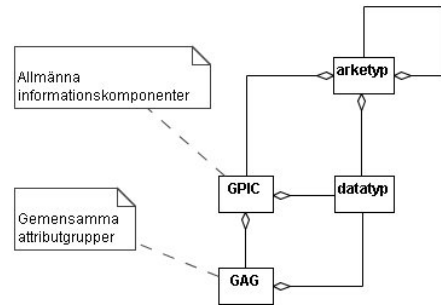 Allmänna
informationskomponenter
arketyp
GPIC
datatyp
Gemensamma
attributgrupper
GAG